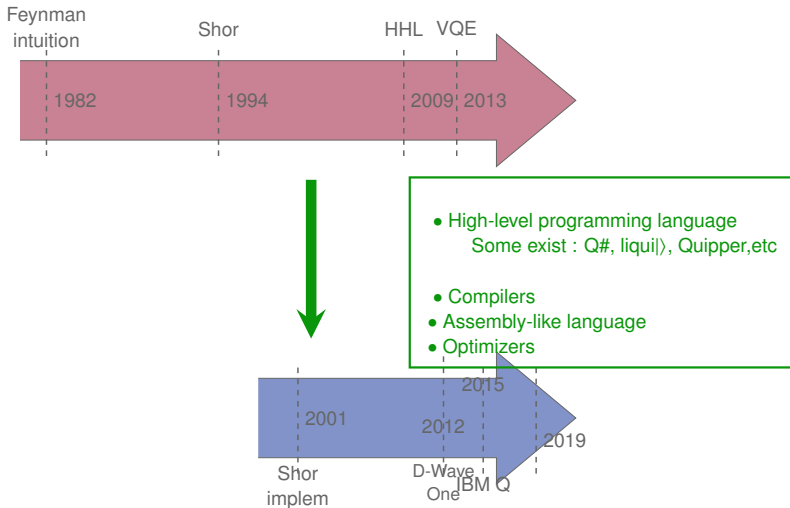 Feynman
intuition
Shor
HHL
VQE
1982
1994
2009
2013
• High-level programming language
Some exist : Q#, liqui|⟩, Quipper,etc
• Compilers
• Assembly-like language
• Optimizers
2001
2012
2015
2019
Shor
implem
D-Wave
One
IBM Q